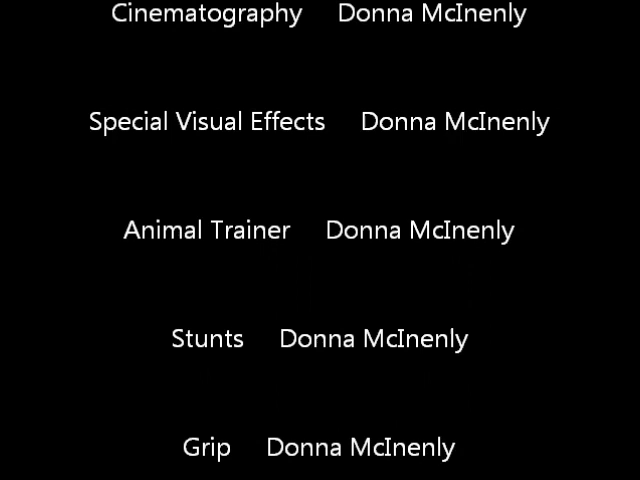 Cinematography Donna McInenly
Special Visual Effects Donna McInenly
Animal Trainer Donna McInenly
Stunts Donna McInenly
Grip Donna McInenly